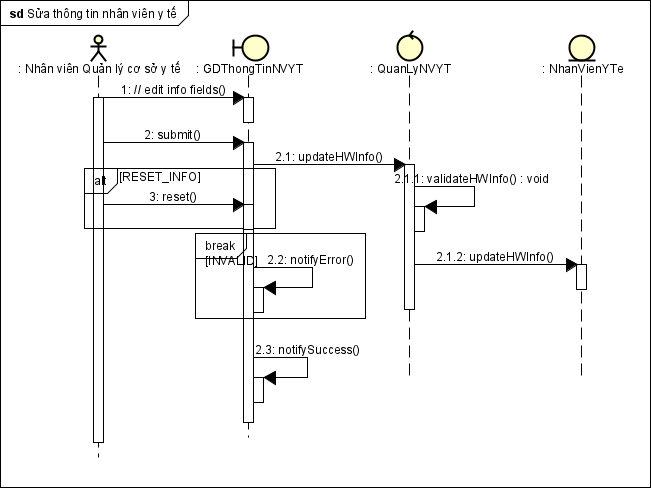 sd Sửa thông tin nhân viên y tế
: Nhân viên Quản lý cơ sở y tế
: GDThongTinNVYT
: QuanLyNVYT
: NhanVienYTe
1: // edit info fields()
2: submit()
2.1: updateHWInfo()
alt
[RESET_INFO]
2.1.1: validateHWInfo() : void
3: reset()
break
[INVALID]
2.2: notifyError()
2.1.2: updateHWInfo()
2.3: notifySuccess()